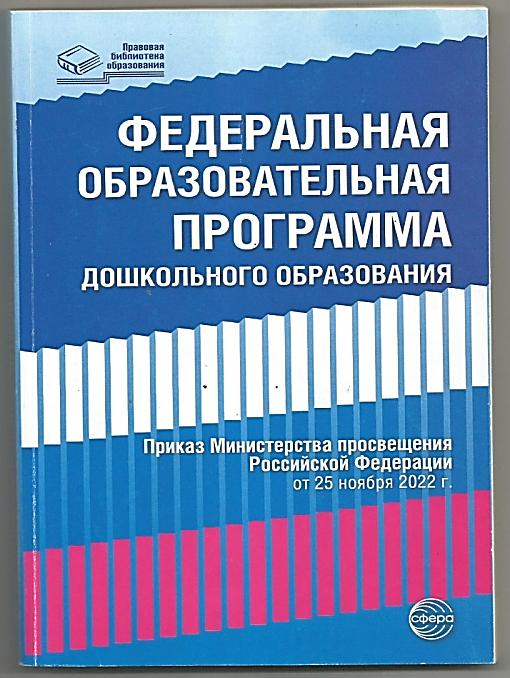 Правовая
библиотека
образования
ФЕДЕРАЛЬНАЯ
ОБРАЗОВАТЕЛЬНАЯ
ПРОГРАММА
ДОШКОЛЬНОГО ОБРАЗОВАНИЯ
Приказ Министерства просвещения
Российской Федерации
от 25 ноября 2022 г.
сфера